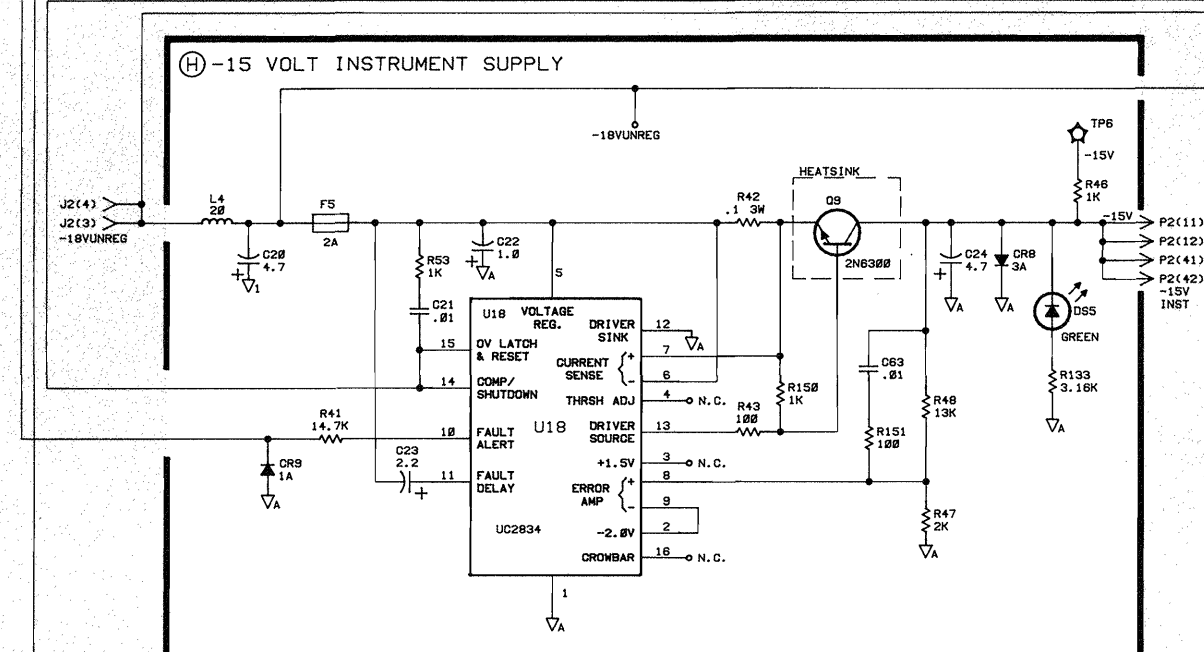 H -15 VOLT INSTRUMENT SUPPLY
-18VUNREG
TP6
-15V
R46
1K
J2(4)
J2(3)
-18VUNREG
L4
20
F5
2A
C20
4.7
1
R53
1K
C22
1.0
A
5
C21
.01
R42
.1 3W
HEATSINK
Q9
2N6300
C24
4.7
A
CR8
3A
A
-15V
P2(11)
P2(12)
P2(41)
P2(42)
-15V
INST
DS5
GREEN
R133
3.16K
A
U18
VOLTAGE
REG.
15
OV LATCH
& RESET
14
COMP/
SHUTDOWN
10
FAULT
ALERT
11
FAULT
DELAY
U18
UC2834
DRIVER
SINK
12
A
CURRENT
SENSE
+
7
-
6
THRSH ADJ
4
N.C.
DRIVER
SOURCE
13
+1.5V
3
N.C.
ERROR
AMP
+
8
-
9
-2.0V
2
CROWBAR
16
N.C.
1
A
R41
14.7K
CR9
1A
A
C23
2.2
R43
100
R150
1K
C63
.01
R151
100
R48
13K
R47
2K
A